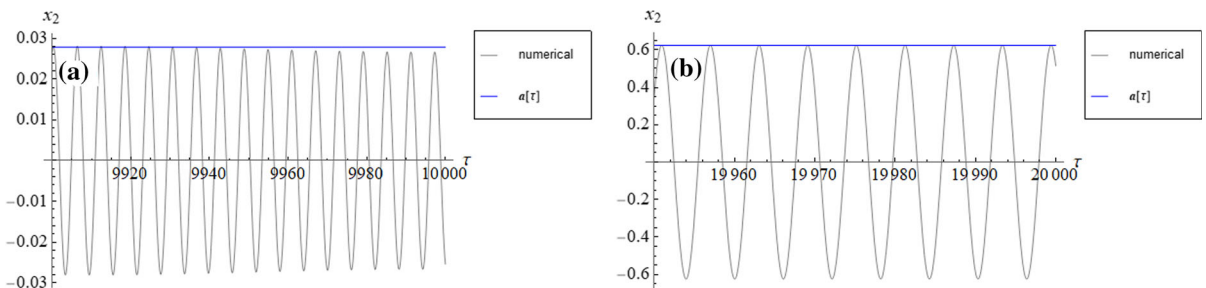 x₂
0.03
0.02
0.01
−0.01
−0.02
−0.03
(a)
9920 9940 9960 9980 10 000
τ
numerical
a[τ]
x₂
0.6
0.4
0.2
−0.2
−0.4
−0.6
(b)
19 960 19 970 19 980 19 990 20 000
τ
numerical
a[τ]